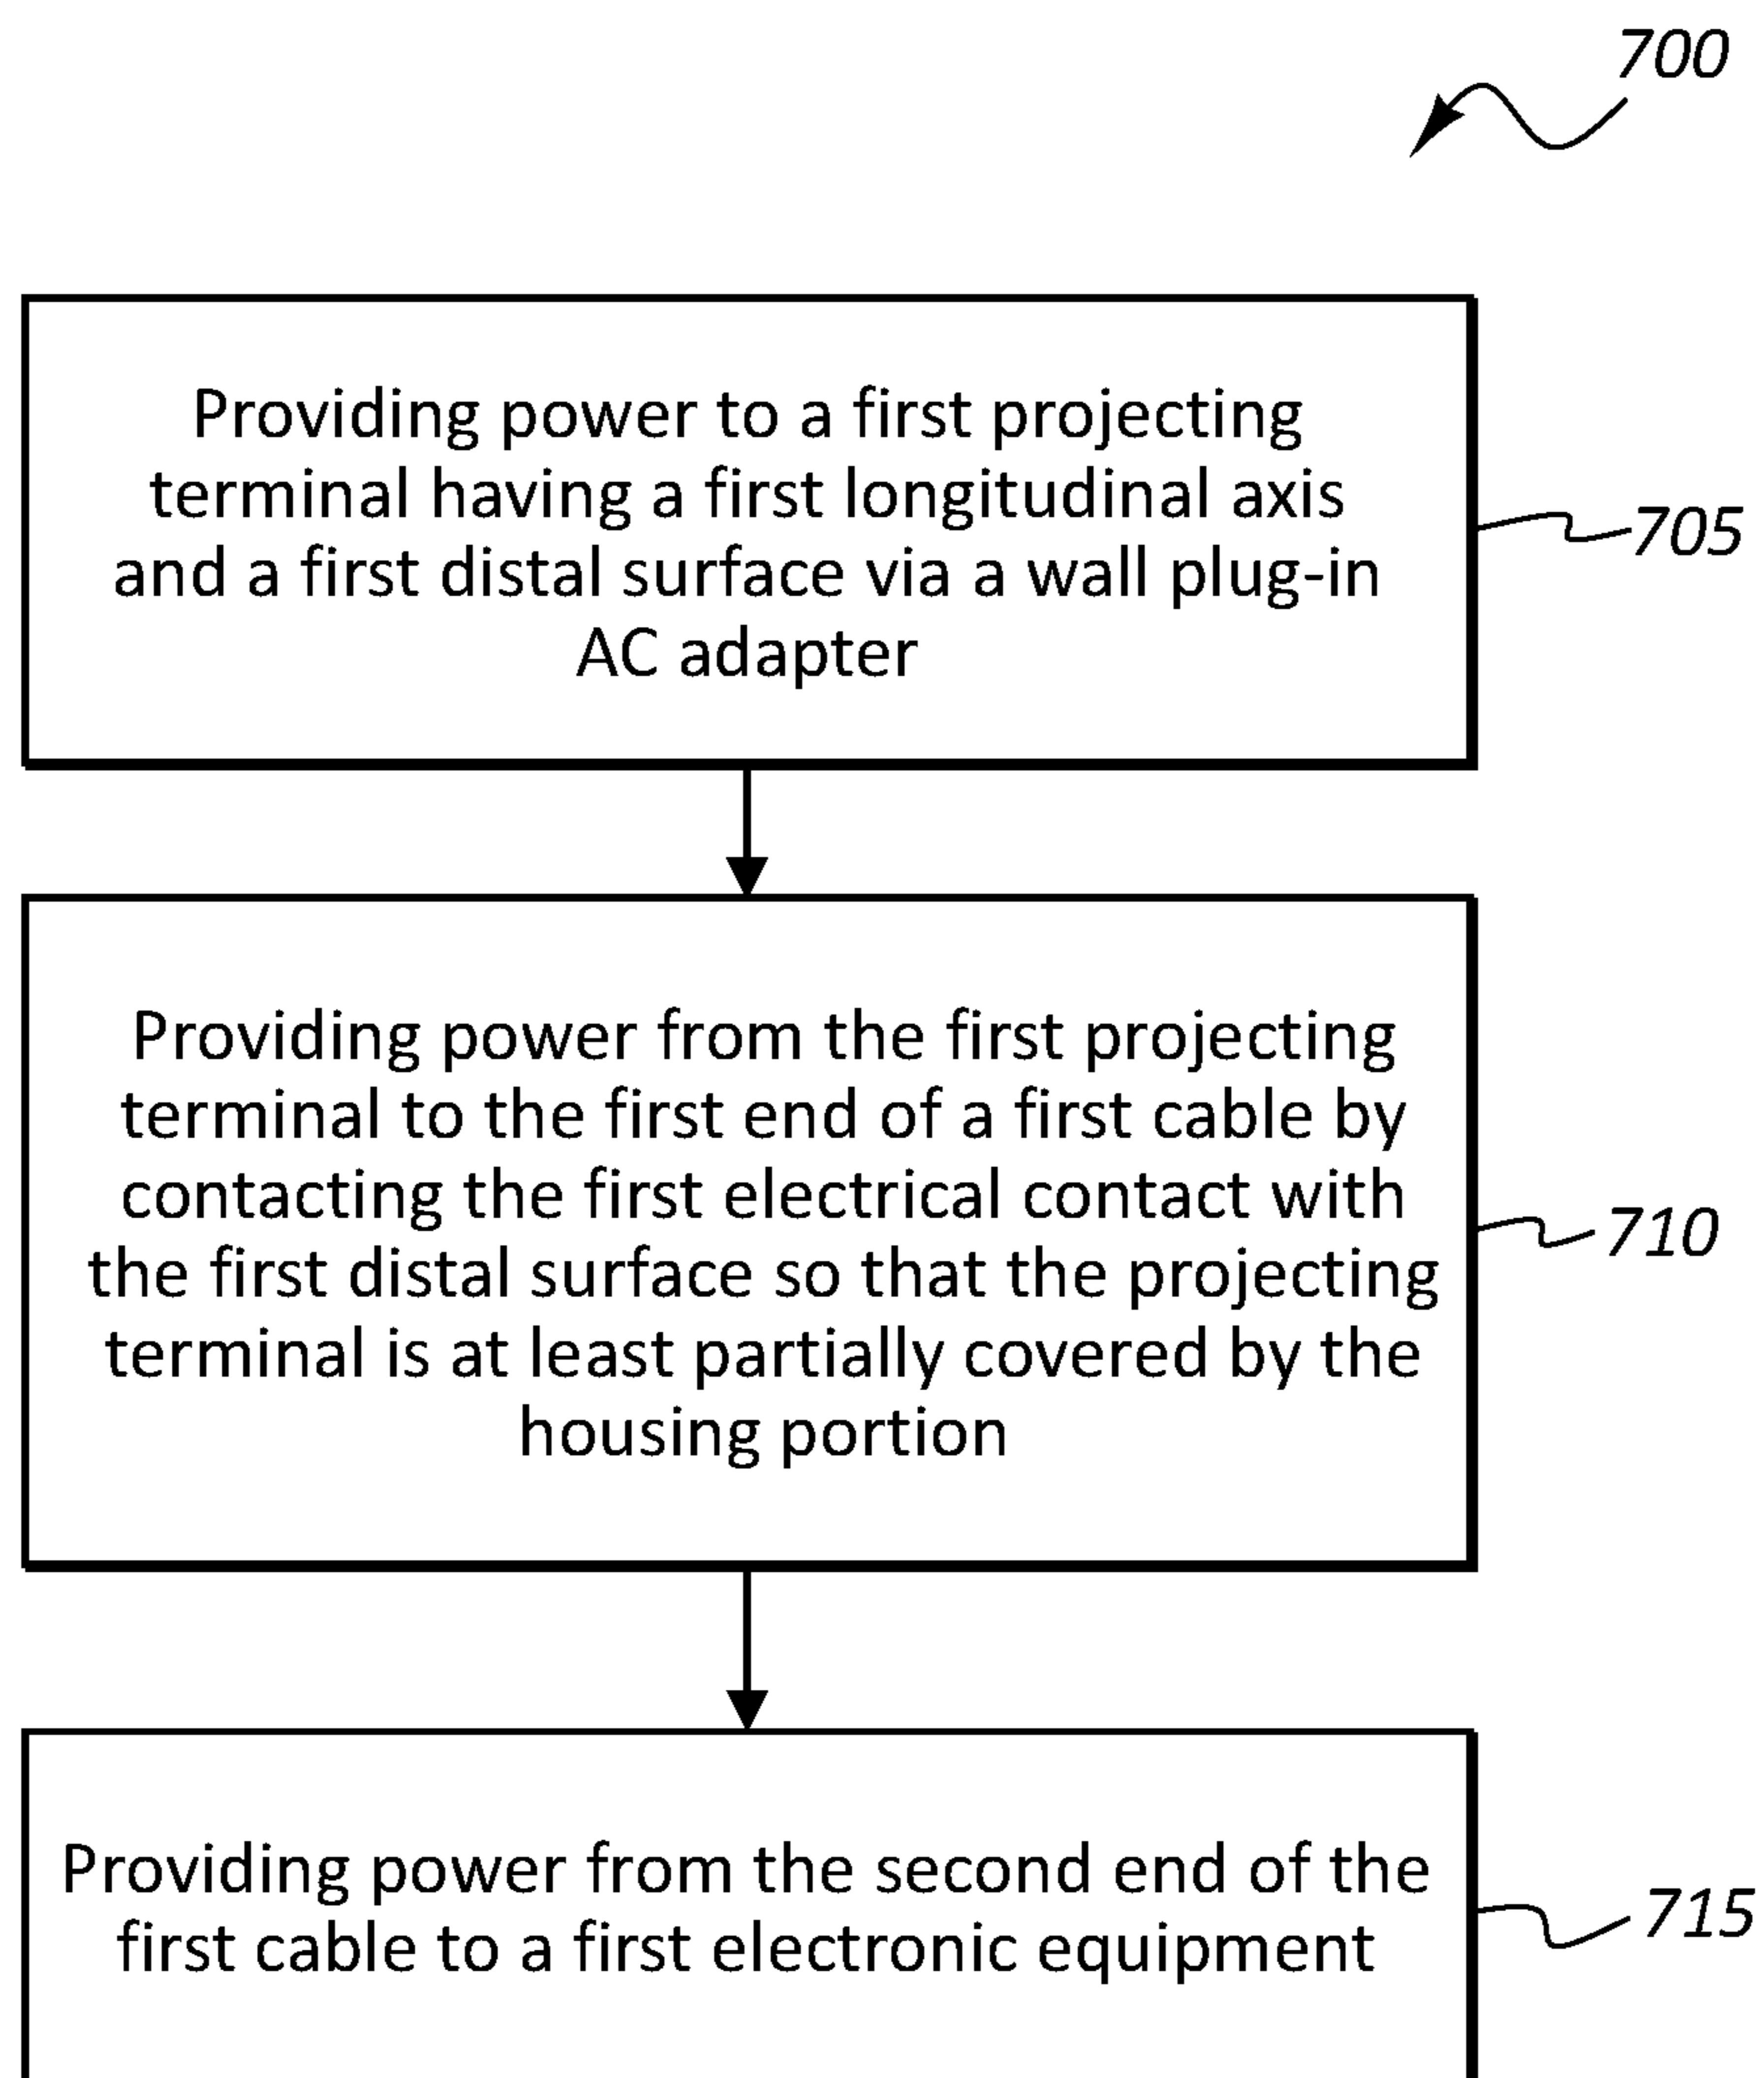 700
Providing power to a first projecting
terminal having a first longitudinal axis
and a first distal surface via a wall plug-in
AC adapter
705
Providing power from the first projecting
terminal to the first end of a first cable by
contacting the first electrical contact with
the first distal surface so that the projecting
terminal is at least partially covered by the
housing portion
710
Providing power from the second end of the
first cable to a first electronic equipment
715